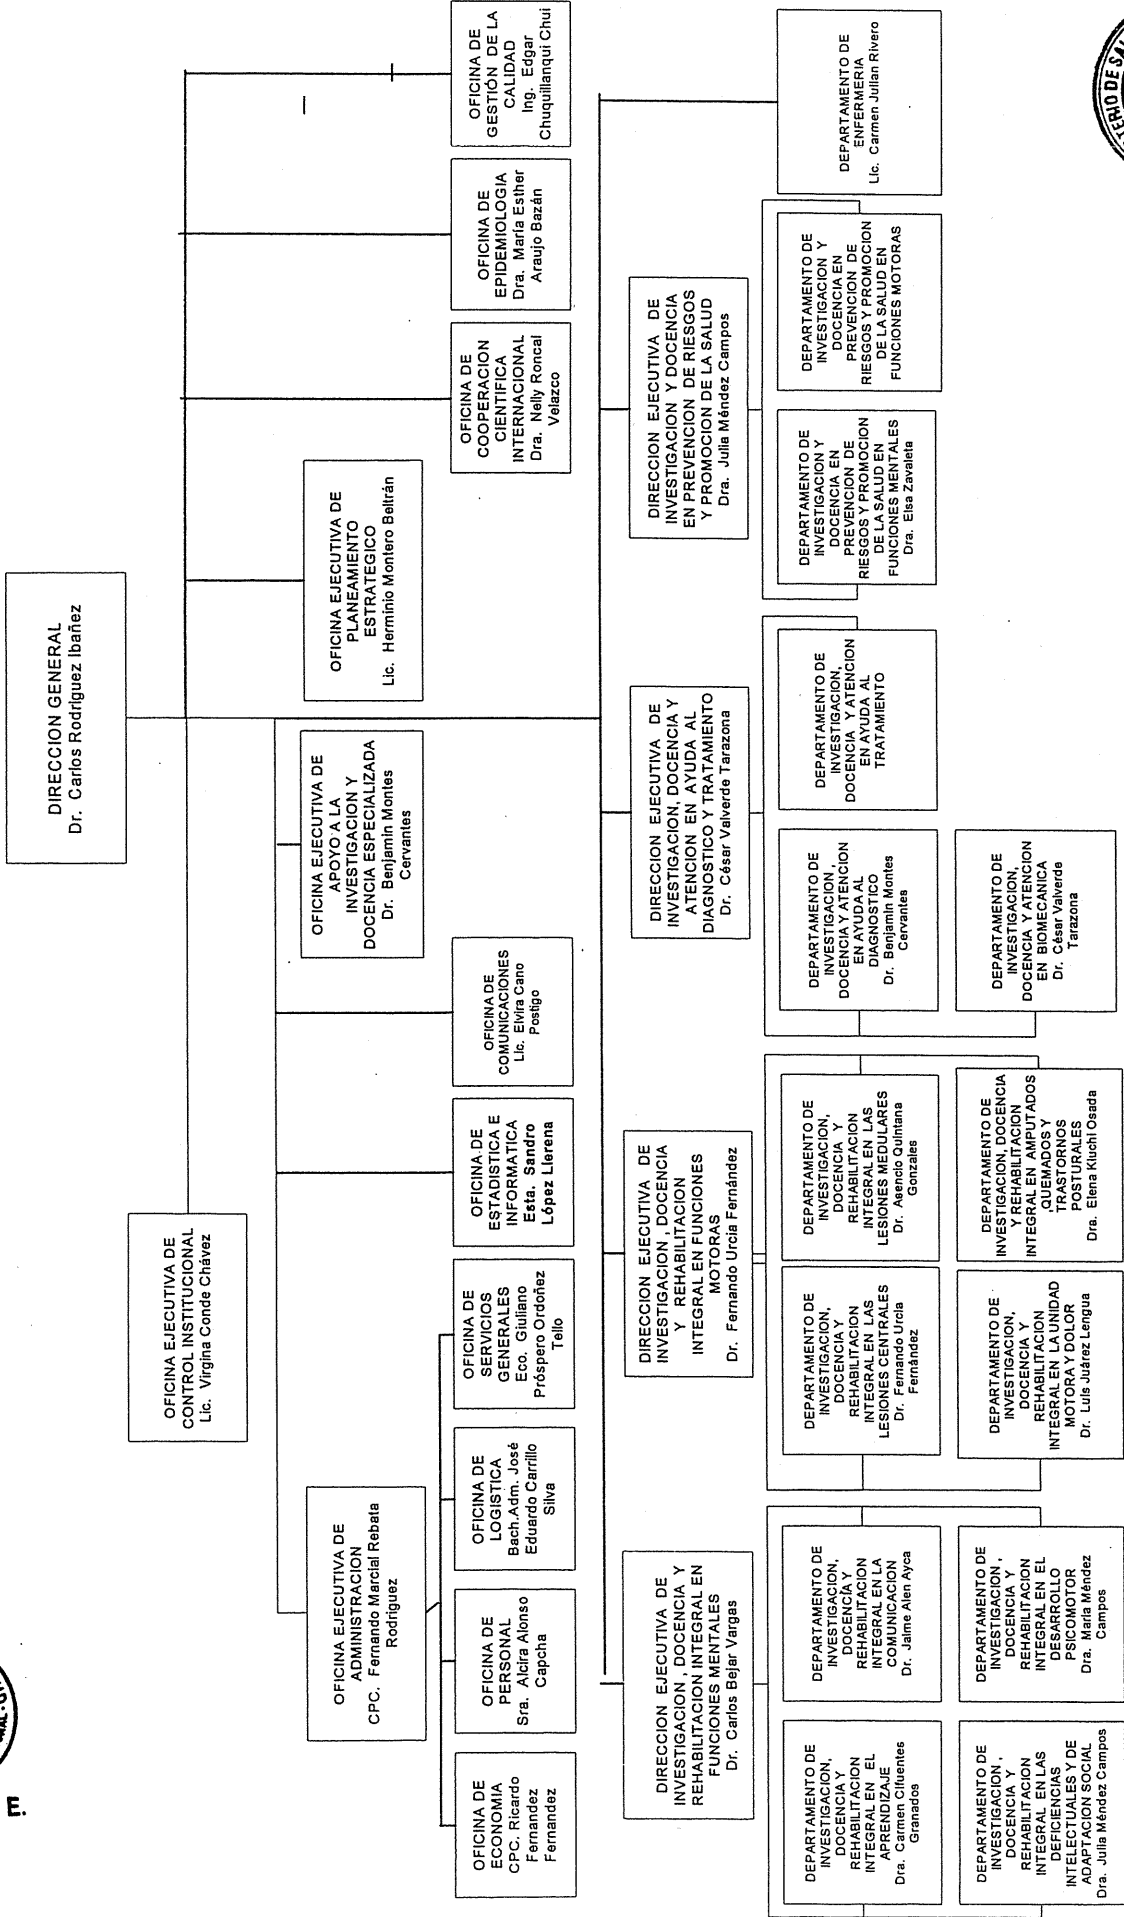 DIRECCION GENERAL
Dr. Carlos Rodríguez Ibañez
OFICINA EJECUTIVA DE
CONTROL INSTITUCIONAL
Lic. Virgina Conde Chávez
OFICINA EJECUTIVA DE
ADMINISTRACION
CPC. Fernando Marcial Rebata
Rodriguez
OFICINA EJECUTIVA DE
APOYO A LA
INVESTIGACION Y
DOCENCIA ESPECIALIZADA
Dr. Benjamín Montes
Cervantes
OFICINA EJECUTIVA DE
PLANEAMIENTO
ESTRATEGICO
Lic. Herminio Montero Beltrán
OFICINA DE
ECONOMIA
CPC. Ricardo
Fernandez
Fernandez
OFICINA DE
PERSONAL
Sra. Alcira Alonso
Capcha
OFICINA DE
LOGISTICA
Bach.Adm. José
Eduardo Carrillo
Silva
OFICINA DE
SERVICIOS
GENERALES
Eco. Giuliano
Próspero Ordoñez
Tello
OFICINA DE
ESTADISTICA E
INFORMATICA
Esta. Sandro
López Llerena
OFICINA DE
COMUNICACIONES
Lic. Elvira Cano
Postigo
OFICINA DE
COOPERACION
CIENTIFICA
INTERNACIONAL
Dra. Nelly Roncal
Velazco
OFICINA DE
EPIDEMIOLOGIA
Dra. María Esther
Araujo Bazán
OFICINA DE
GESTIÓN DE LA
CALIDAD
Ing. Edgar
Chuquillanqui Chui
DIRECCION EJECUTIVA DE
INVESTIGACION , DOCENCIA Y
REHABILITACION INTEGRAL EN
FUNCIONES MENTALES
Dr. Carlos Bejar Vargas
DIRECCION EJECUTIVA DE
INVESTIGACION , DOCENCIA
Y REHABILITACION
INTEGRAL EN FUNCIONES
MOTORAS
Dr. Fernando Urcia Fernández
DIRECCION EJECUTIVA DE
INVESTIGACION, DOCENCIA Y
ATENCION EN AYUDA AL
DIAGNOSTICO Y TRATAMIENTO
Dr. César Valverde Tarazona
DIRECCION EJECUTIVA DE
INVESTIGACION Y DOCENCIA
EN PREVENCION DE RIESGOS
Y PROMOCION DE LA SALUD
Dra. Julia Méndez Campos
DEPARTAMENTO DE
INVESTIGACION,
DOCENCIA Y
REHABILITACION
INTEGRAL EN EL
APRENDIZAJE
Dra. Carmen Cifuentes
Granados
DEPARTAMENTO DE
INVESTIGACION,
DOCENCIA Y
REHABILITACION
INTEGRAL EN LA
COMUNICACION
Dr. Jaime Alen Ayca
DEPARTAMENTO DE
INVESTIGACION,
DOCENCIA Y
REHABILITACION
INTEGRAL EN LAS
LESIONES CENTRALES
Dr. Fernando Urcia
Fernández
DEPARTAMENTO DE
INVESTIGACION,
DOCENCIA Y
REHABILITACION
INTEGRAL EN LAS
LESIONES MEDULARES
Dr. Asencio Quintana
Gonzales
DEPARTAMENTO DE
INVESTIGACION ,
DOCENCIA Y ATENCION
EN AYUDA AL
DIAGNOSTICO
Dr. Benjamín Montes
Cervantes
DEPARTAMENTO DE
INVESTIGACION,
DOCENCIA Y ATENCION
EN AYUDA AL
TRATAMIENTO
DEPARTAMENTO DE
INVESTIGACION Y
DOCENCIA EN
PREVENCION DE
RIESGOS Y PROMOCION
DE LA SALUD EN
FUNCIONES MENTALES
Dra. Elsa Zavaleta
DEPARTAMENTO DE
INVESTIGACION Y
DOCENCIA EN
PREVENCION DE
RIESGOS Y PROMOCION
DE LA SALUD EN
FUNCIONES MOTORAS
DEPARTAMENTO DE
ENFERMERIA
Lic. Carmen Julian Rivero
DEPARTAMENTO DE
INVESTIGACION ,
DOCENCIA Y
REHABILITACION
INTEGRAL EN LAS
DEFICIENCIAS
INTELECTUALES Y DE
ADAPTACION SOCIAL
Dra. Julia Méndez Campos
DEPARTAMENTO DE
INVESTIGACION ,
DOCENCIA Y
REHABILITACION
INTEGRAL EN EL
DESARROLLO
PSICOMOTOR
Dra. María Méndez
Campos
DEPARTAMENTO DE
INVESTIGACION,
DOCENCIA Y
REHABILITACION
INTEGRAL EN LA UNIDAD
MOTORA Y DOLOR
Dr. Luis Juárez Lengua
DEPARTAMENTO DE
INVESTIGACION, DOCENCIA
Y REHABILITACION
INTEGRAL EN AMPUTADOS
,QUEMADOS Y
TRASTORNOS
POSTURALES
Dra. Elena Kiuchi Osada
DEPARTAMENTO DE
INVESTIGACION,
DOCENCIA Y ATENCION
EN BIOMECANICA
Dr. César Valverde
Tarazona
E.